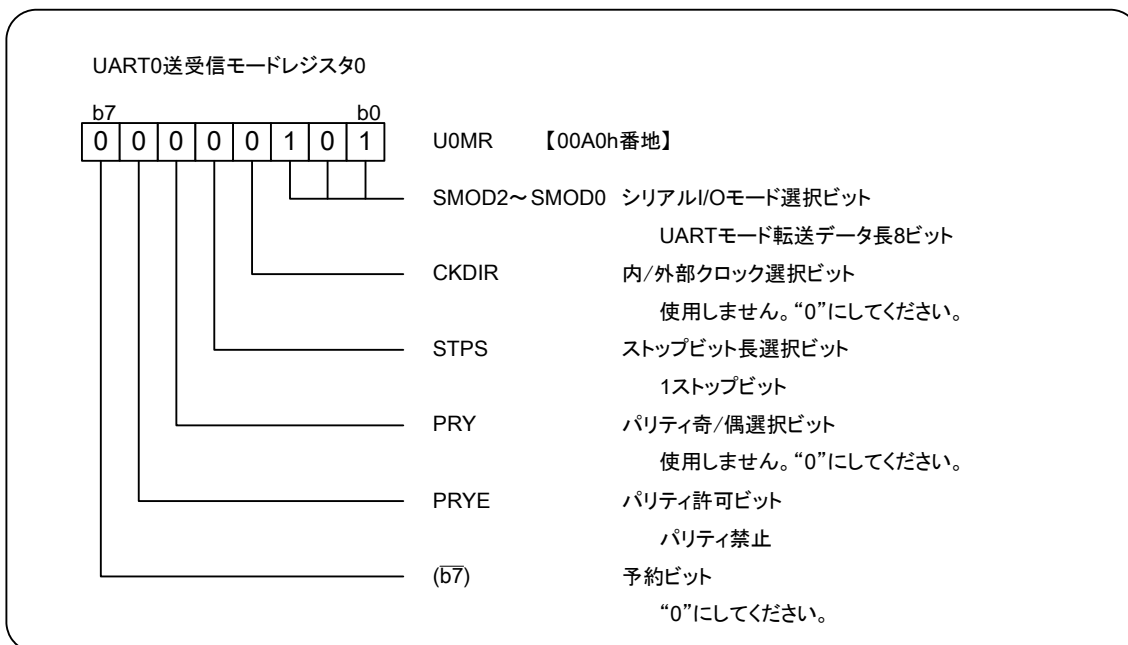 UART0送受信モードレジスタ0
b7 b0
0 0 0 0 0 1 0 1 U0MR 【00A0h番地】
SMOD2～SMOD0 シリアルI/Oモード選択ビット
UARTモード転送データ長8ビット
CKDIR 内/外部クロック選択ビット
使用しません。“0”にしてください。
STPS ストップビット長選択ビット
1ストップビット
PRY パリティ奇/偶選択ビット
使用しません。“0”にしてください。
PRYE パリティ許可ビット
パリティ禁止
(b̅7̅) 予約ビット
“0”にしてください。